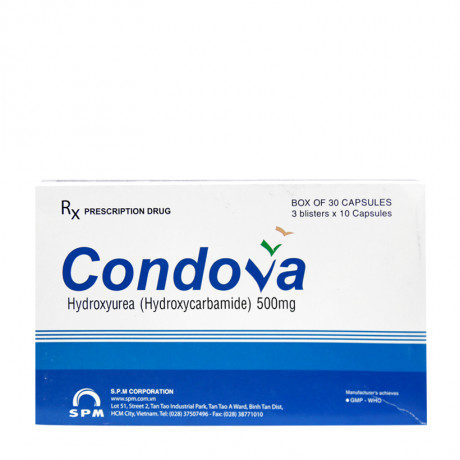 Rx PRESCRIPTION DRUG
BOX OF 30 CAPSULES
3 blisters x 10 Capsules
Condova
Hydroxyurea (Hydroxycarbamide) 500mg
SPM
S.P.M CORPORATION
www.spm.com.vn
Lot 51, Street 2, Tan Tao Industrial Park, Tan Tao A Ward, Binh Tan Dist,
HCM City, Vietnam. Tel: (028) 37507496 - Fax: (028) 38771010
Manufacturer's achieves
GMP - WHO